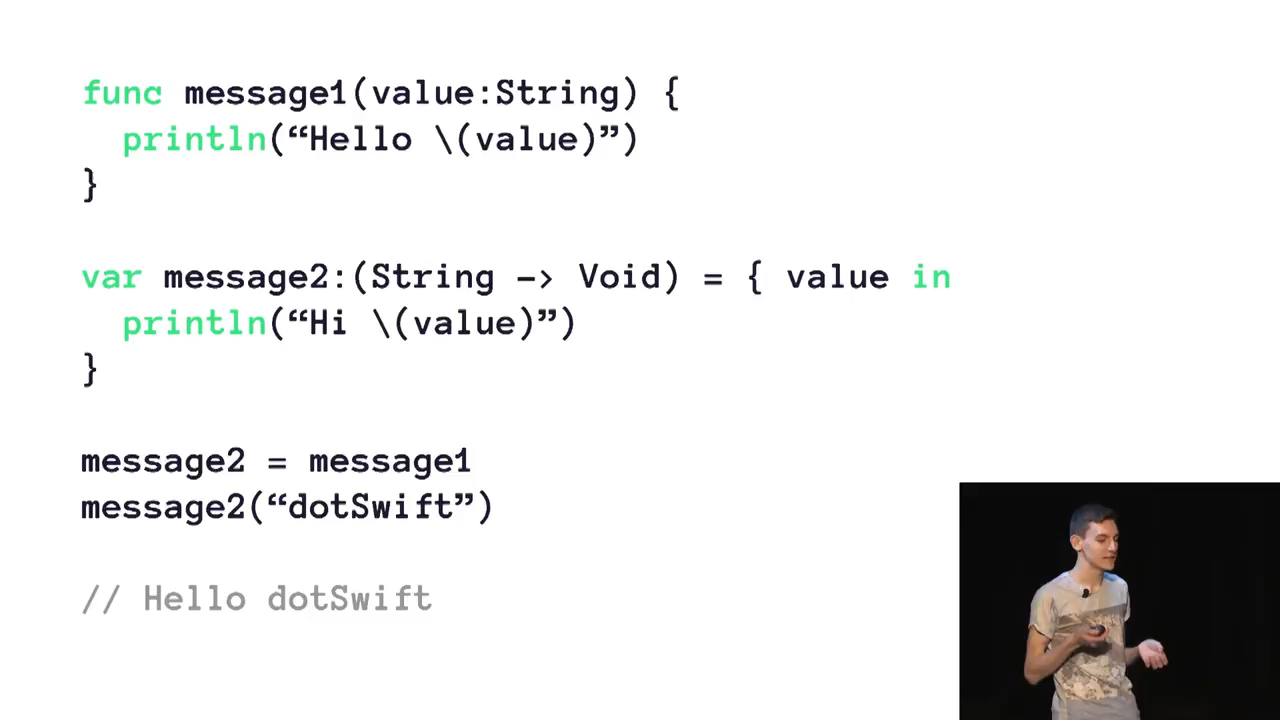 func message1(value:String) {
println(“Hello \(value)”)
}
var message2:(String -> Void) = { value in
println(“Hi \(value)”)
}
message2 = message1
message2(“dotSwift”)
// Hello dotSwift